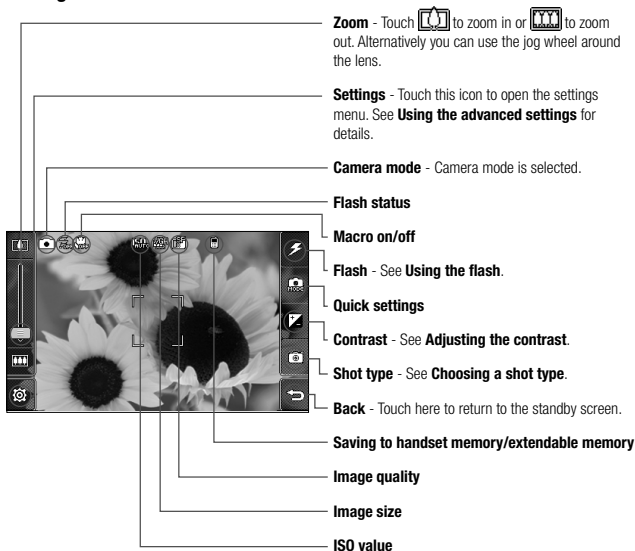 Zoom - Touch to zoom in or to zoom
out. Alternatively you can use the jog wheel around
the lens.
Settings - Touch this icon to open the settings
menu. See Using the advanced settings for
details.
Camera mode - Camera mode is selected.
Flash status
Macro on/off
Flash - See Using the flash.
Quick settings
Contrast - See Adjusting the contrast.
Shot type - See Choosing a shot type.
Back - Touch here to return to the standby screen.
Saving to handset memory/extendable memory
Image quality
Image size
ISO value
ISO
AUTO
MODE